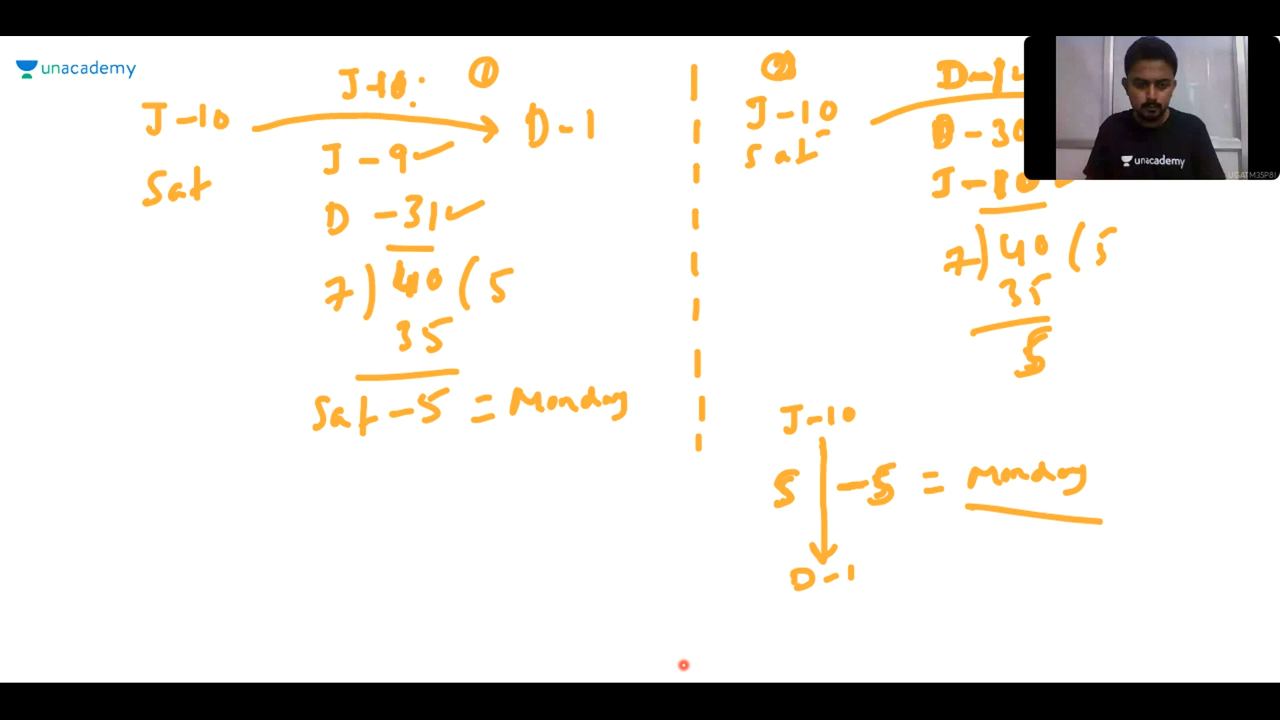 unacademy
J-10 ①
J-10
Sat
D-1
J-9 ✓
D-31 ✓
7) 40 (5
35
Sat - 5 = Monday
②
J-10
Sat
D-30
J-10
7) 40 (5
35
5
J-10
5 -5 = Monday
D-1
unacademy